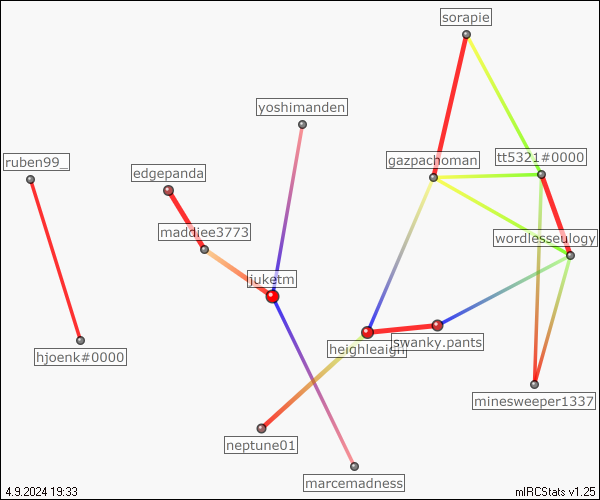 sorapie
yoshimanden
gazpachoman
tt5321#0000
ruben99_
edgepanda
maddiee3773
wordlesseulogy
juketm
heighleaign
swanky.pants
hjoenk#0000
minesweeper1337
neptune01
marcemadness
4.9.2024 19:33
mIRCStats v1.25